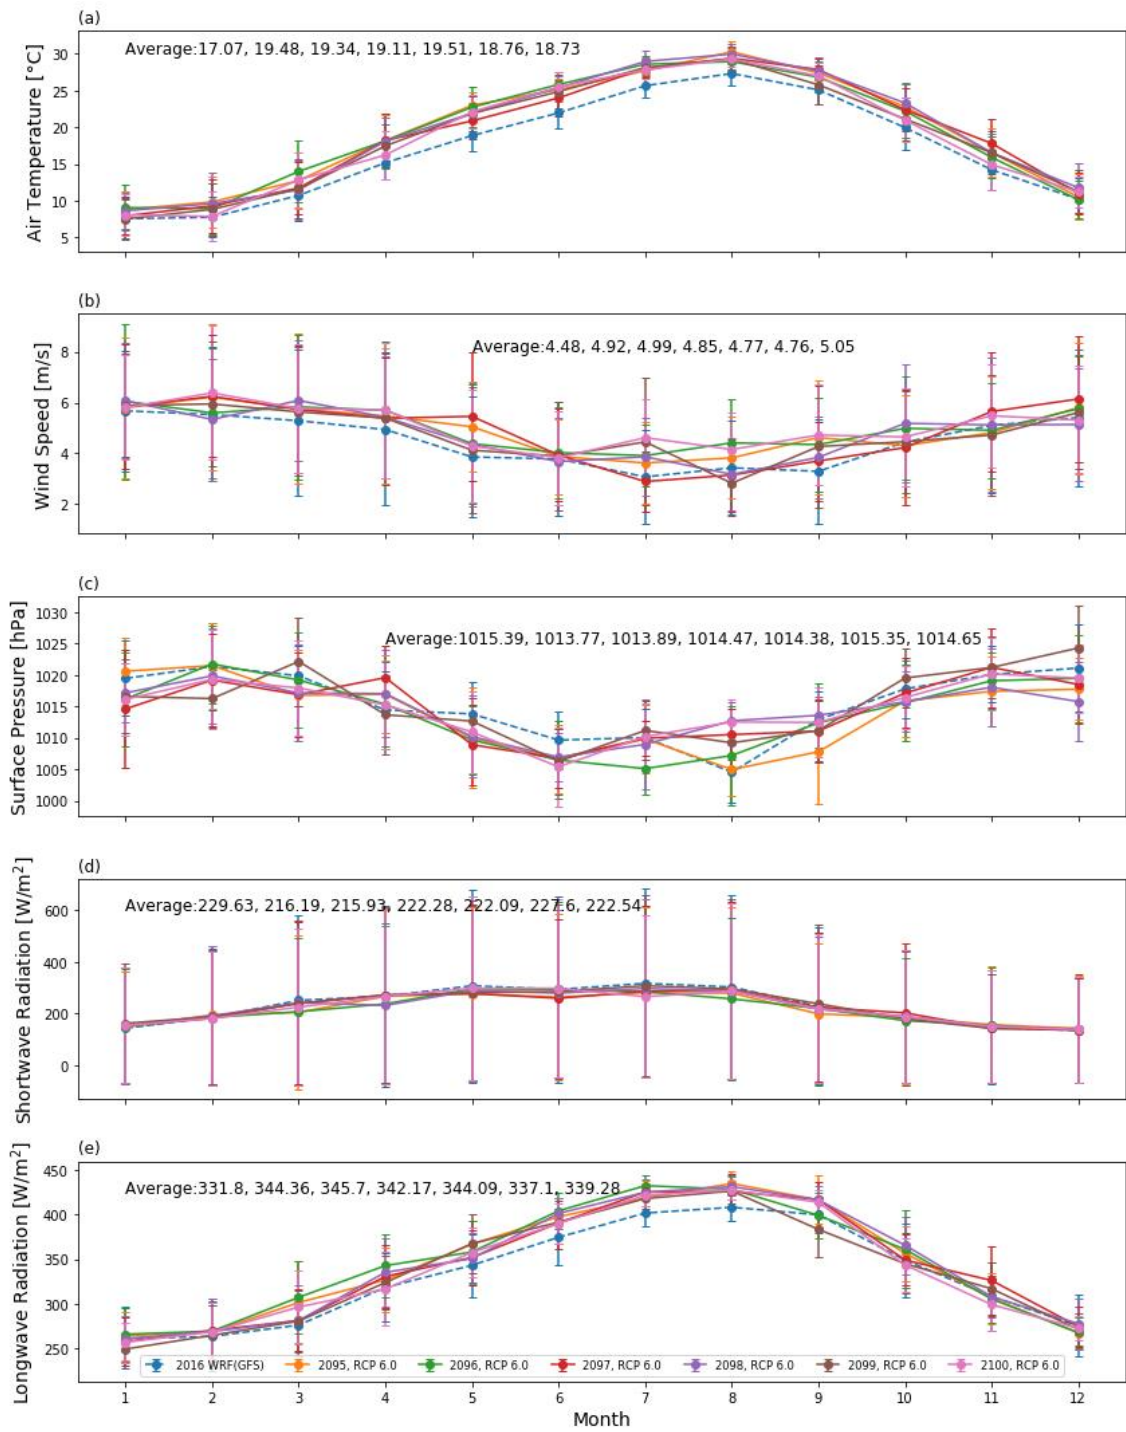 (a)
Average:17.07, 19.48, 19.34, 19.11, 19.51, 18.76, 18.73
Air Temperature [°C]
30
25
20
15
10
5
(b)
Average:4.48, 4.92, 4.99, 4.85, 4.77, 4.76, 5.05
Wind Speed [m/s]
8
6
4
2
(c)
Average:1015.39, 1013.77, 1013.89, 1014.47, 1014.38, 1015.35, 1014.65
Surface Pressure [hPa]
1030
1025
1020
1015
1010
1005
1000
(d)
Average:229.63, 216.19, 215.93, 222.28, 222.09, 227.6, 222.54
Shortwave Radiation [W/m²]
600
400
200
0
(e)
Average:331.8, 344.36, 345.7, 342.17, 344.09, 337.1, 339.28
Longwave Radiation [W/m²]
450
400
350
300
250
2016 WRF(GFS) 2095, RCP 6.0 2096, RCP 6.0 2097, RCP 6.0 2098, RCP 6.0 2099, RCP 6.0 2100, RCP 6.0
1 2 3 4 5 6 7 8 9 10 11 12
Month